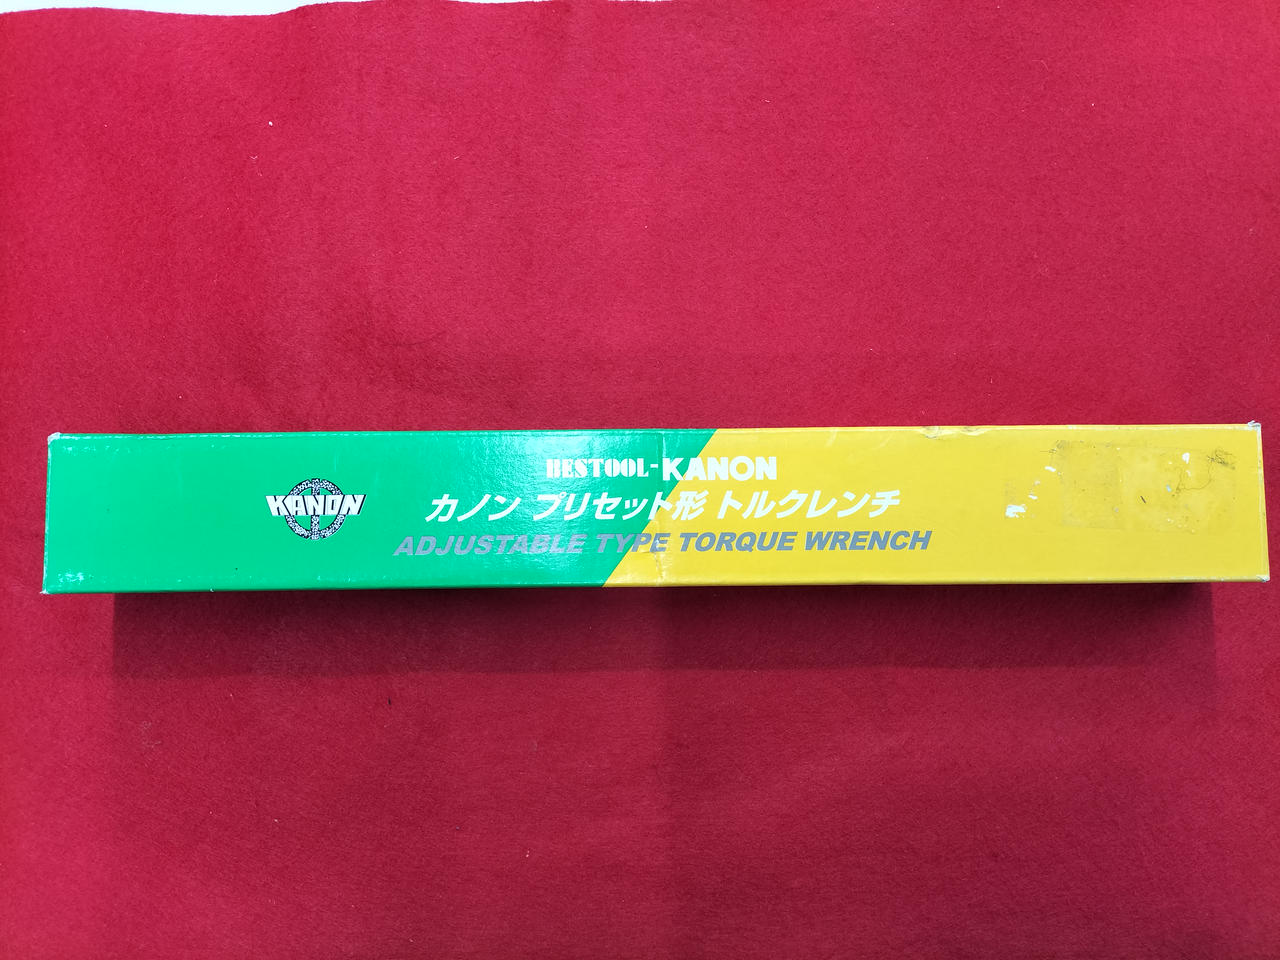 KANON
BESTOOL-KANON
カノン プリセット形 トルクレンチ
ADJUSTABLE TYPE TORQUE WRENCH